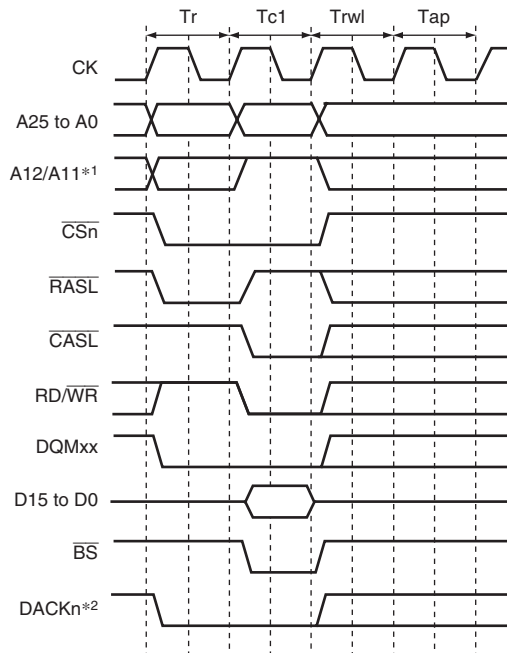 Tr Tc1 Trwl Tap
CK
A25 to A0
A12/A11*1
CSn
RASL
CASL
RD/WR
DQMxx
D15 to D0
BS
DACKn*2